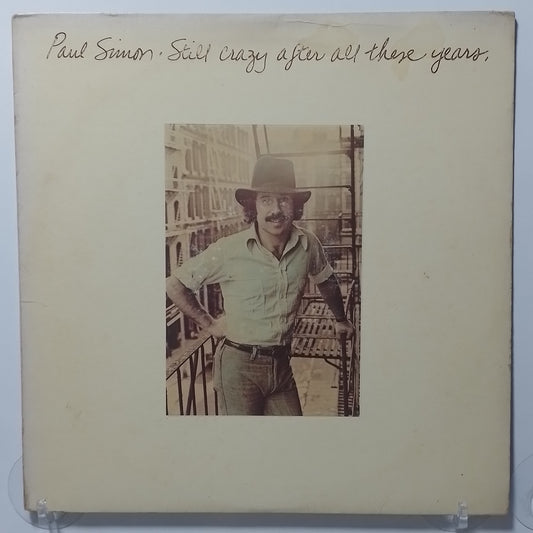 Paul Simon · Still crazy after all these years.